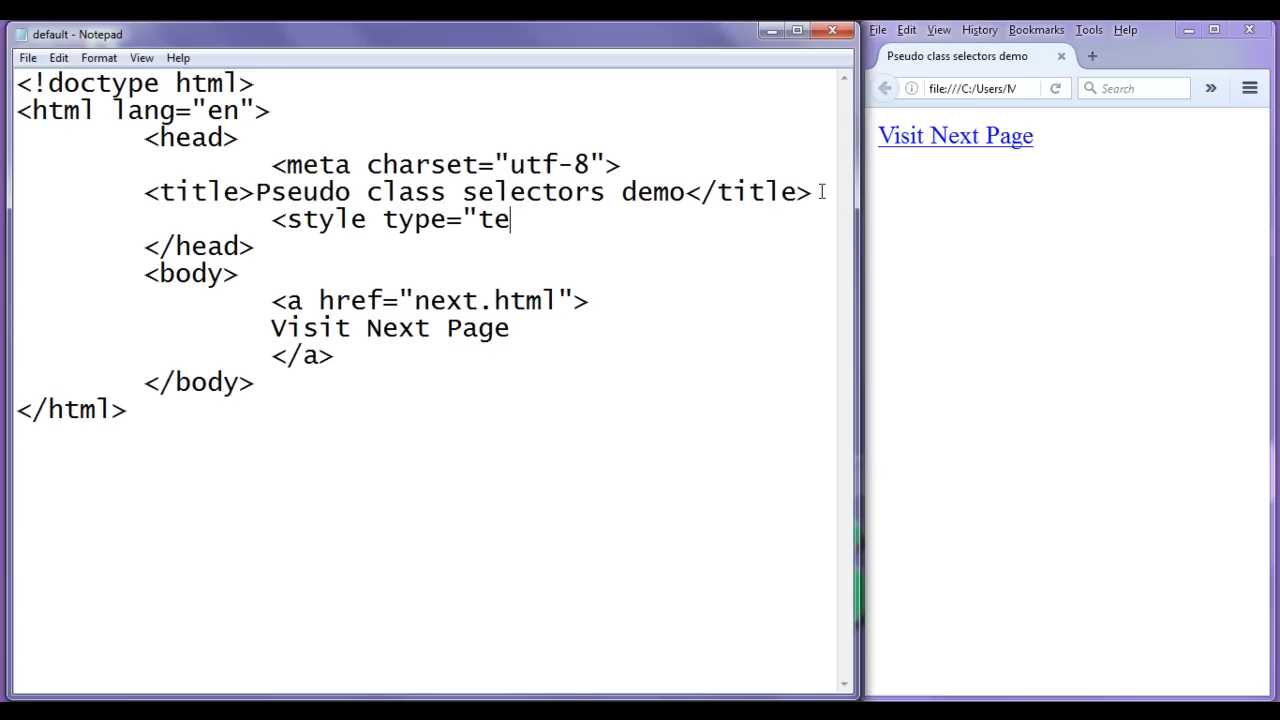 default - Notepad
File Edit Format View Help
<!doctype html>
<html lang="en">
<head>
<meta charset="utf-8">
<title>Pseudo class selectors demo</title>
<style type="te
</head>
<body>
<a href="next.html">
Visit Next Page
</a>
</body>
</html>
File Edit View History Bookmarks Tools Help
Pseudo class selectors demo
file:///C:/Users/M
Search
Visit Next Page